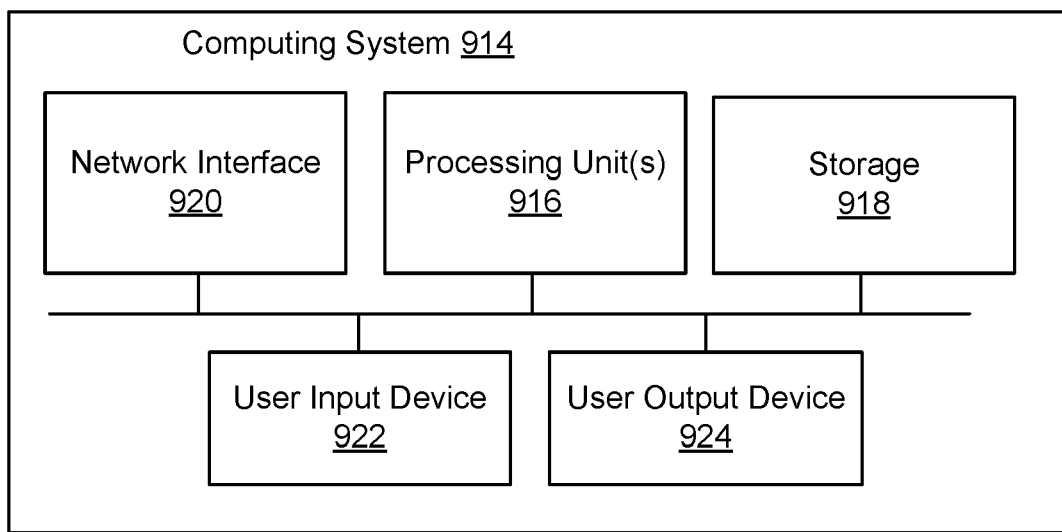 Computing System 914
Network Interface
920
Processing Unit(s)
916
Storage
918
User Input Device
922
User Output Device
924